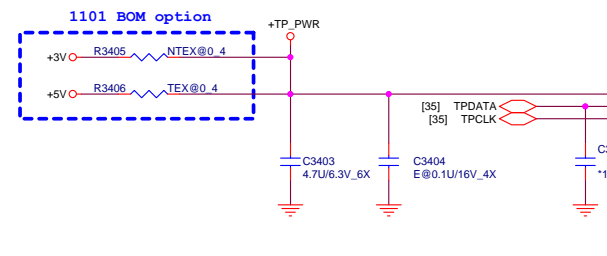 1101 BOM option
+TP_PWR
+3V R3405 NTEX@0_4
+5V R3406 TEX@0_4
[35] TPDATA
[35] TPCLK
C3403
4.7U/6.3V_6X
C3404
E@0.1U/16V_4X